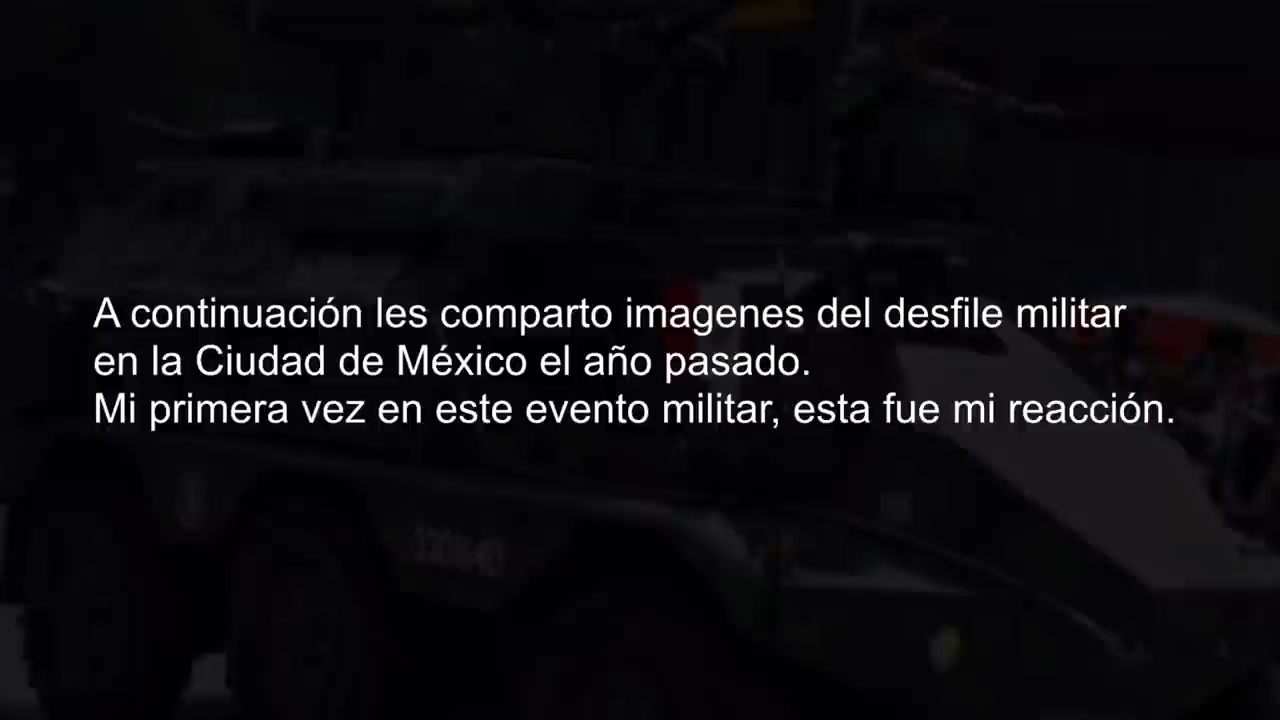 A continuación les comparto imagenes del desfile militar
en la Ciudad de México el año pasado.
Mi primera vez en este evento militar, esta fue mi reacción.